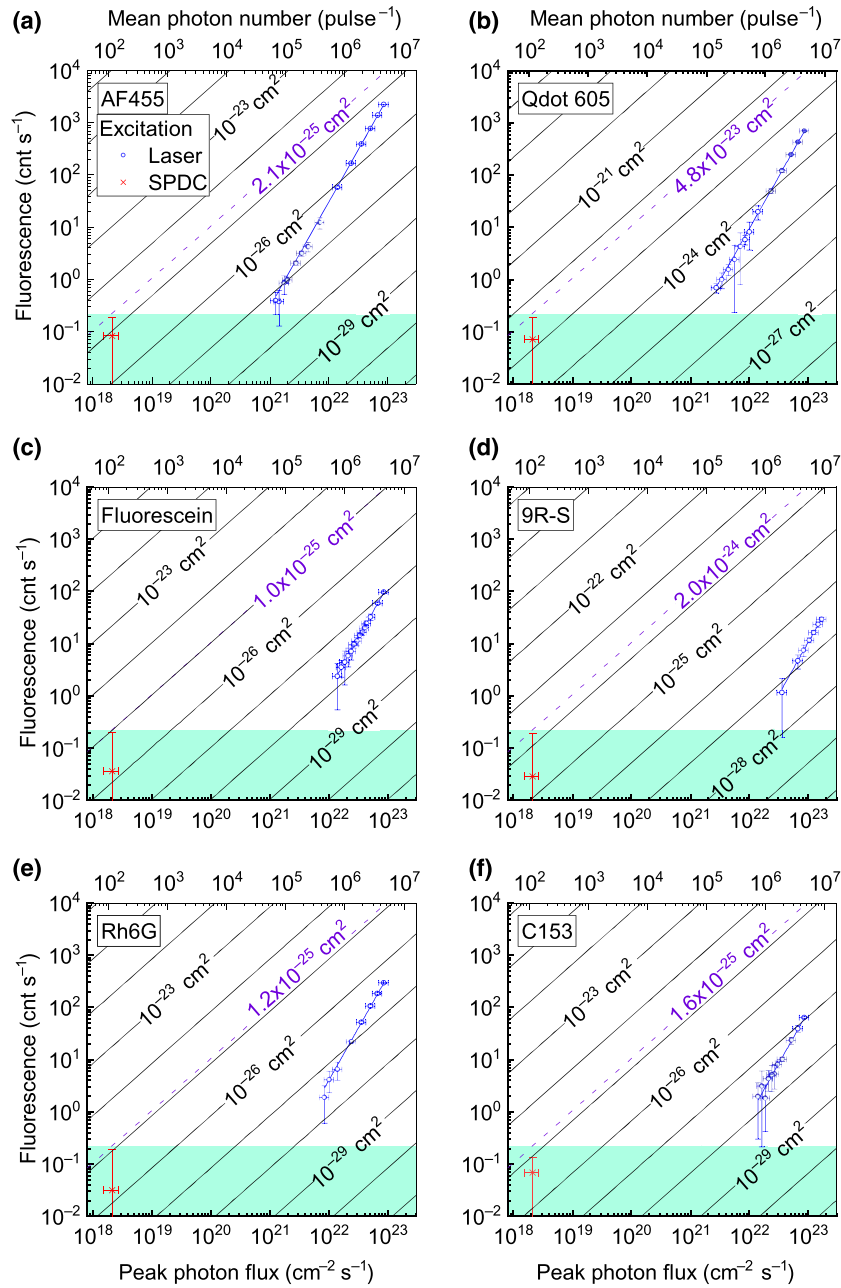 Mean photon number (pulse⁻¹)
Mean photon number (pulse⁻¹)
(a)
10² 10³ 10⁴ 10⁵ 10⁶ 10⁷
AF455
Excitation
Laser
SPDC
10⁻²³ cm²
2.1x10⁻²⁵ cm²
10⁻²⁶ cm²
10⁻²⁹ cm²
Fluorescence (cnt s⁻¹)
10⁴
10³
10²
10¹
10⁰
10⁻¹
10⁻²
10¹⁸ 10¹⁹ 10²⁰ 10²¹ 10²² 10²³
(b)
10² 10³ 10⁴ 10⁵ 10⁶ 10⁷
Qdot 605
10⁻²¹ cm²
4.8x10⁻²³ cm²
10⁻²⁴ cm²
10⁻²⁷ cm²
10⁴
10³
10²
10¹
10⁰
10⁻¹
10⁻²
10¹⁸ 10¹⁹ 10²⁰ 10²¹ 10²² 10²³
(c)
10² 10³ 10⁴ 10⁵ 10⁶ 10⁷
Fluorescein
10⁻²³ cm²
1.0x10⁻²⁵ cm²
10⁻²⁶ cm²
10⁻²⁹ cm²
Fluorescence (cnt s⁻¹)
10⁴
10³
10²
10¹
10⁰
10⁻¹
10⁻²
10¹⁸ 10¹⁹ 10²⁰ 10²¹ 10²² 10²³
(d)
10² 10³ 10⁴ 10⁵ 10⁶ 10⁷
9R-S
10⁻²² cm²
2.0x10⁻²⁴ cm²
10⁻²⁵ cm²
10⁻²⁸ cm²
10⁴
10³
10²
10¹
10⁰
10⁻¹
10⁻²
10¹⁸ 10¹⁹ 10²⁰ 10²¹ 10²² 10²³
(e)
10² 10³ 10⁴ 10⁵ 10⁶ 10⁷
Rh6G
10⁻²³ cm²
1.2x10⁻²⁵ cm²
10⁻²⁶ cm²
10⁻²⁹ cm²
Fluorescence (cnt s⁻¹)
10⁴
10³
10²
10¹
10⁰
10⁻¹
10⁻²
10¹⁸ 10¹⁹ 10²⁰ 10²¹ 10²² 10²³
Peak photon flux (cm⁻² s⁻¹)
(f)
10² 10³ 10⁴ 10⁵ 10⁶ 10⁷
C153
10⁻²³ cm²
1.6x10⁻²⁵ cm²
10⁻²⁶ cm²
10⁻²⁹ cm²
10⁴
10³
10²
10¹
10⁰
10⁻¹
10⁻²
10¹⁸ 10¹⁹ 10²⁰ 10²¹ 10²² 10²³
Peak photon flux (cm⁻² s⁻¹)